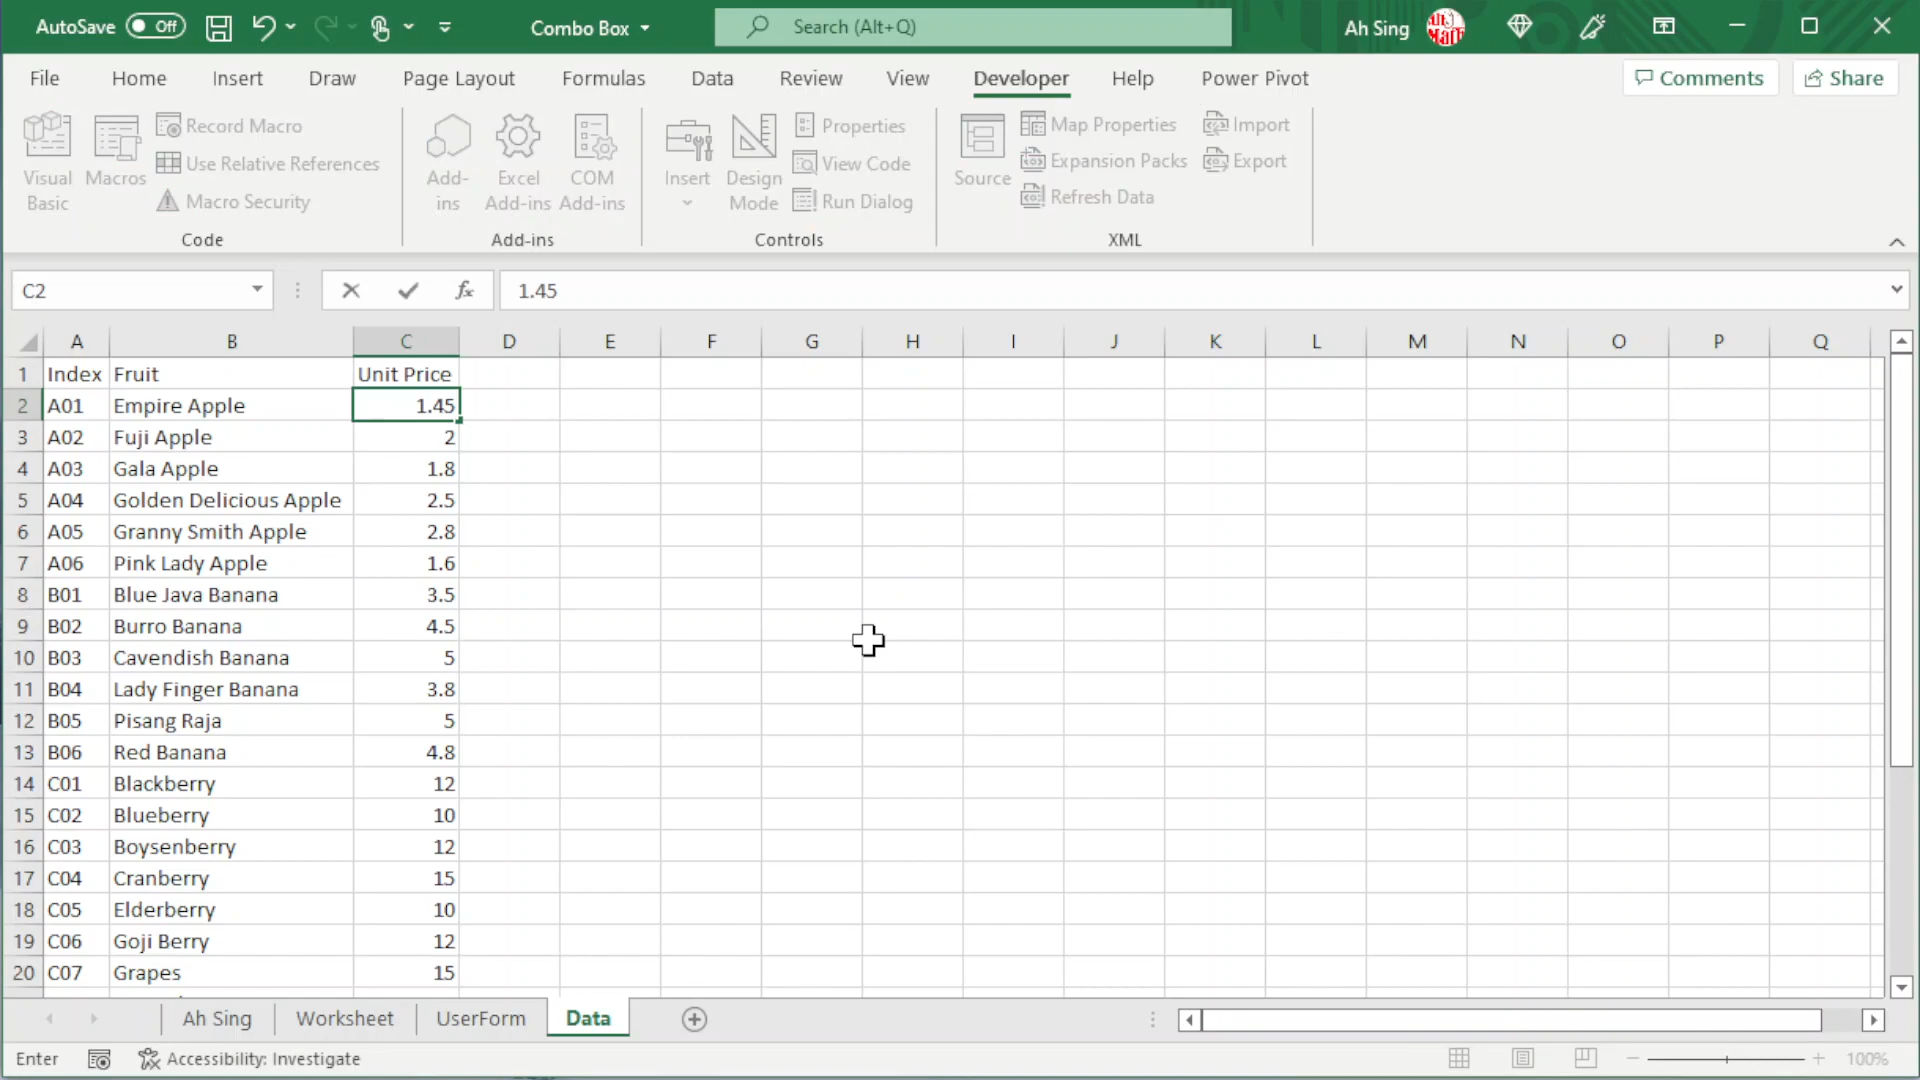 AutoSave Off Combo Box Search (Alt+Q) Ah Sing
File Home Insert Draw Page Layout Formulas Data Review View Developer Help Power Pivot Comments Share
Visual Basic
Macros
Record Macro
Use Relative References
Macro Security
Code
Add-ins
Excel Add-ins
COM Add-ins
Add-ins
Insert
Design Mode
Properties
View Code
Run Dialog
Controls
Source
Map Properties
Expansion Packs
Refresh Data
Import
Export
XML
C2 fx 1.45
A B C D E F G H I J K L M N O P Q
1 Index Fruit Unit Price
2 A01 Empire Apple 1.45
3 A02 Fuji Apple 2
4 A03 Gala Apple 1.8
5 A04 Golden Delicious Apple 2.5
6 A05 Granny Smith Apple 2.8
7 A06 Pink Lady Apple 1.6
8 B01 Blue Java Banana 3.5
9 B02 Burro Banana 4.5
10 B03 Cavendish Banana 5
11 B04 Lady Finger Banana 3.8
12 B05 Pisang Raja 5
13 B06 Red Banana 4.8
14 C01 Blackberry 12
15 C02 Blueberry 10
16 C03 Boysenberry 12
17 C04 Cranberry 15
18 C05 Elderberry 10
19 C06 Goji Berry 12
20 C07 Grapes 15
Ah Sing Worksheet UserForm Data
Enter Accessibility: Investigate 100%